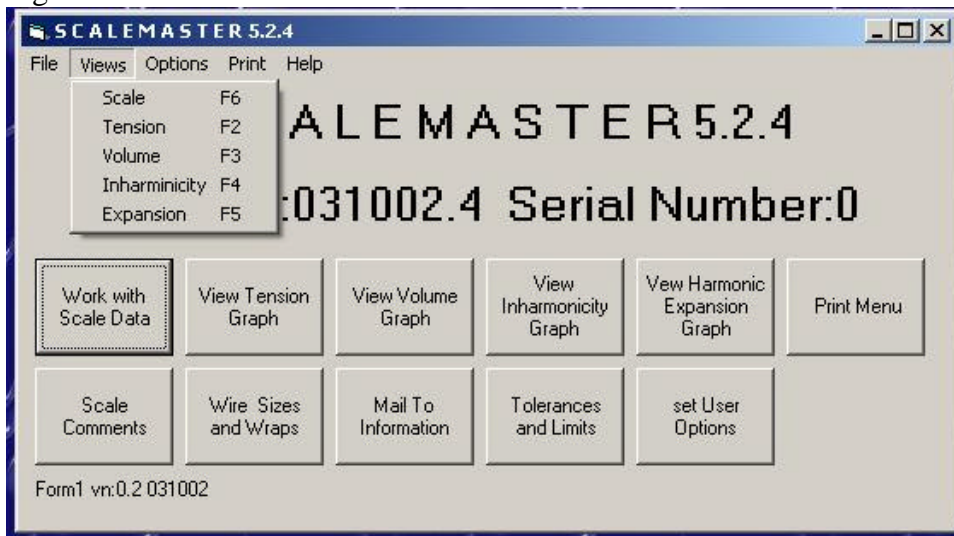 SCALEMASTER 5.2.4
File Views Options Print Help
Scale F6
Tension F2
Volume F3
Inharminicity F4
Expansion F5
ALEMASTER 5.2.4
:031002.4 Serial Number:0
Work with
Scale Data
View Tension
Graph
View Volume
Graph
View
Inharmonicity
Graph
Vew Harmonic
Expansion
Graph
Print Menu
Scale
Comments
Wire Sizes
and Wraps
Mail To
Information
Tolerances
and Limits
set User
Options
Form1 vn:0.2 031002